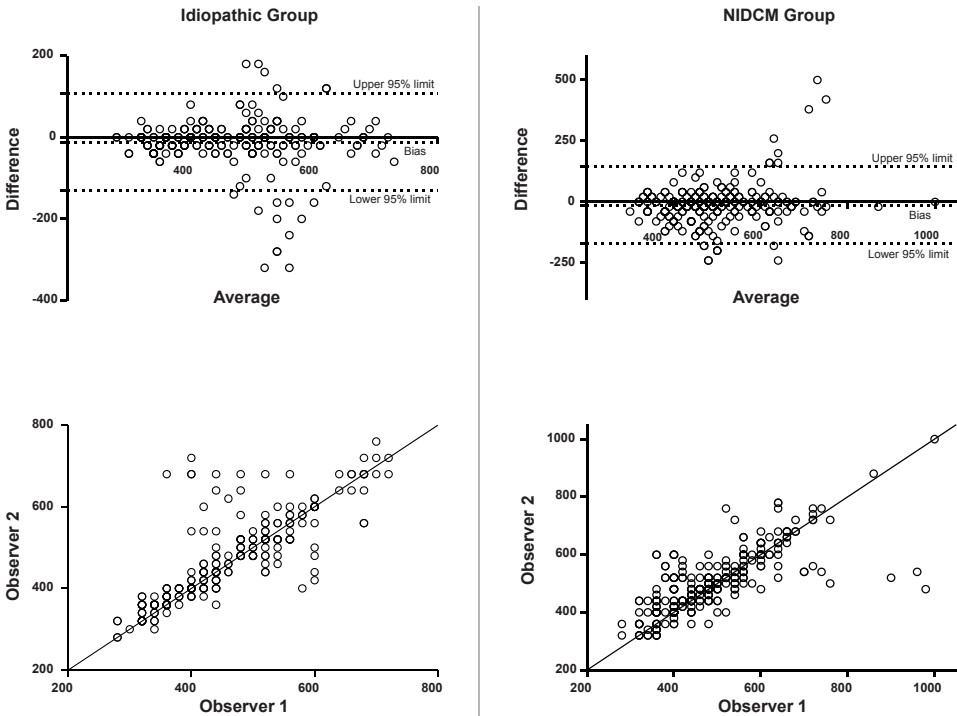 Idiopathic Group
200
Upper 95% limit
0
Bias
400
600
800
Lower 95% limit
-200
-400
Difference
Average
NIDCM Group
500
250
Upper 95% limit
0
Bias
400
600
800
1000
Lower 95% limit
-250
Difference
Average
800
600
400
200
200
400
600
800
Observer 2
Observer 1
1000
800
600
400
200
200
400
600
800
1000
Observer 2
Observer 1